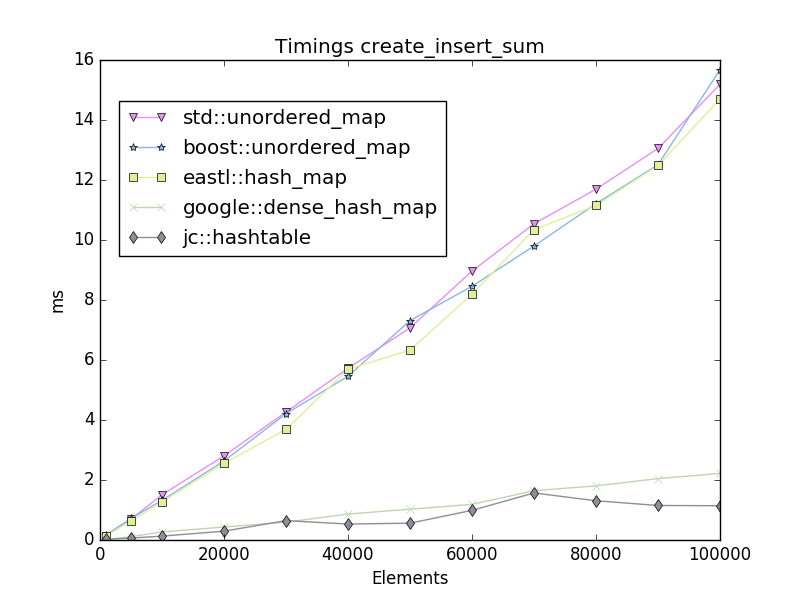 Timings create_insert_sum
16
14
12
10
8
6
4
2
0
ms
std::unordered_map
boost::unordered_map
eastl::hash_map
google::dense_hash_map
jc::hashtable
0 20000 40000 60000 80000 100000
Elements